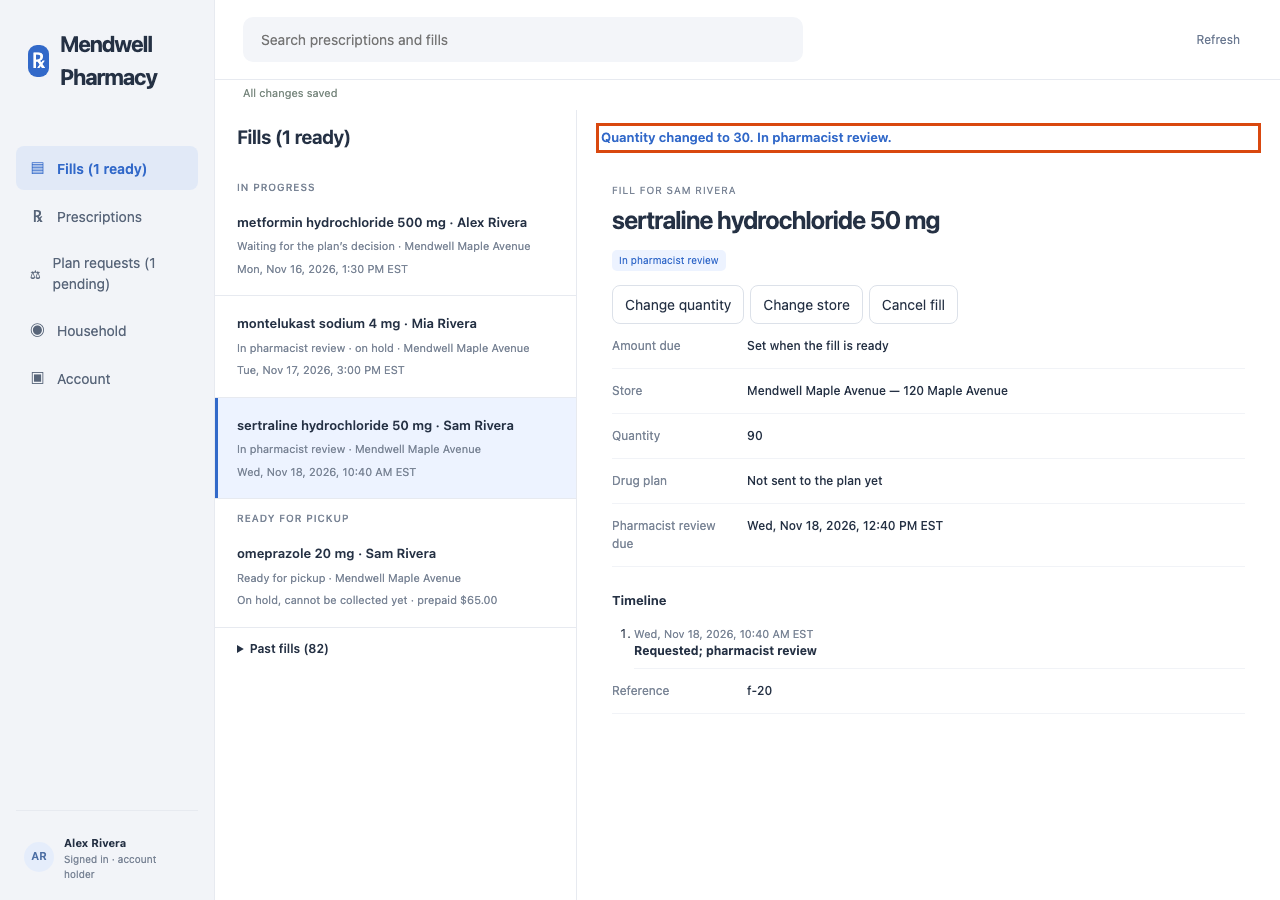 Mendwell
Pharmacy
Fills (1 ready)
Prescriptions
Plan requests (1
pending)
Household
Account
AR
Alex Rivera
Signed in · account
holder
Search prescriptions and fills
Refresh
All changes saved
Fills (1 ready)
IN PROGRESS
metformin hydrochloride 500 mg · Alex Rivera
Waiting for the plan's decision · Mendwell Maple Avenue
Mon, Nov 16, 2026, 1:30 PM EST
montelukast sodium 4 mg · Mia Rivera
In pharmacist review · on hold · Mendwell Maple Avenue
Tue, Nov 17, 2026, 3:00 PM EST
sertraline hydrochloride 50 mg · Sam Rivera
In pharmacist review · Mendwell Maple Avenue
Wed, Nov 18, 2026, 10:40 AM EST
READY FOR PICKUP
omeprazole 20 mg · Sam Rivera
Ready for pickup · Mendwell Maple Avenue
On hold, cannot be collected yet · prepaid $65.00
Past fills (82)
Quantity changed to 30. In pharmacist review.
FILL FOR SAM RIVERA
sertraline hydrochloride 50 mg
In pharmacist review
Change quantity Change store Cancel fill
Amount due Set when the fill is ready
Store Mendwell Maple Avenue — 120 Maple Avenue
Quantity 90
Drug plan Not sent to the plan yet
Pharmacist review due Wed, Nov 18, 2026, 12:40 PM EST
Timeline
1. Wed, Nov 18, 2026, 10:40 AM EST
Requested; pharmacist review
Reference f-20